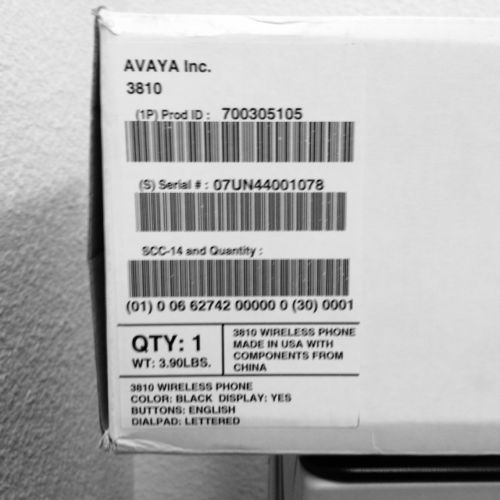 AVAYA Inc.
3810
(1P) Prod ID : 700305105
(S) Serial # : 07UN44001078
SCC-14 and Quantity :
(01) 0 06 62742 00000 0 (30) 0001
QTY: 1
WT: 3.90LBS.
3810 WIRELESS PHONE
MADE IN USA WITH
COMPONENTS FROM
CHINA
3810 WIRELESS PHONE
COLOR: BLACK DISPLAY: YES
BUTTONS: ENGLISH
DIALPAD: LETTERED